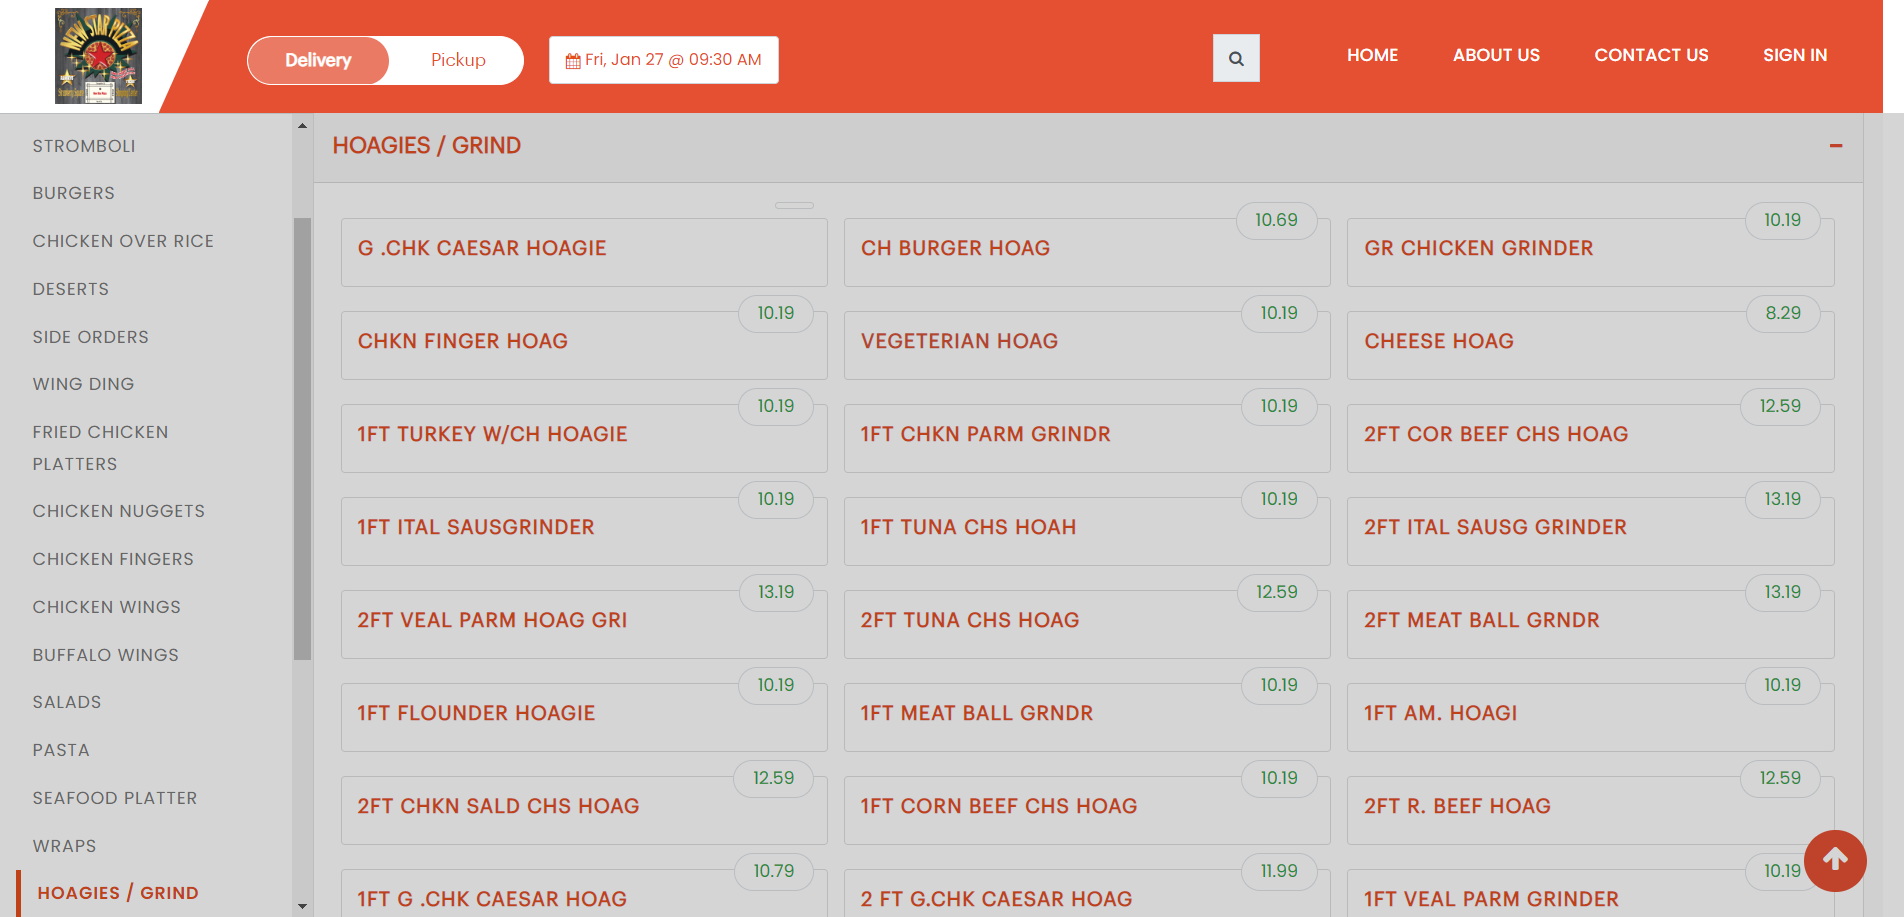 NEW STAR PIZZA
Delivery
Pickup
Fri, Jan 27 @ 09:30 AM
HOME
ABOUT US
CONTACT US
SIGN IN
STROMBOLI
BURGERS
CHICKEN OVER RICE
DESERTS
SIDE ORDERS
WING DING
FRIED CHICKEN
PLATTERS
CHICKEN NUGGETS
CHICKEN FINGERS
CHICKEN WINGS
BUFFALO WINGS
SALADS
PASTA
SEAFOOD PLATTER
WRAPS
HOAGIES / GRIND
HOAGIES / GRIND
G .CHK CAESAR HOAGIE
10.69
CH BURGER HOAG
10.19
GR CHICKEN GRINDER
10.19
CHKN FINGER HOAG
10.19
VEGETERIAN HOAG
8.29
CHEESE HOAG
10.19
1FT TURKEY W/CH HOAGIE
10.19
1FT CHKN PARM GRINDR
12.59
2FT COR BEEF CHS HOAG
10.19
1FT ITAL SAUSGRINDER
10.19
1FT TUNA CHS HOAH
13.19
2FT ITAL SAUSG GRINDER
13.19
2FT VEAL PARM HOAG GRI
12.59
2FT TUNA CHS HOAG
13.19
2FT MEAT BALL GRNDR
10.19
1FT FLOUNDER HOAGIE
10.19
1FT MEAT BALL GRNDR
10.19
1FT AM. HOAGI
12.59
2FT CHKN SALD CHS HOAG
10.19
1FT CORN BEEF CHS HOAG
12.59
2FT R. BEEF HOAG
10.79
1FT G .CHK CAESAR HOAG
11.99
2 FT G.CHK CAESAR HOAG
10.19
1FT VEAL PARM GRINDER